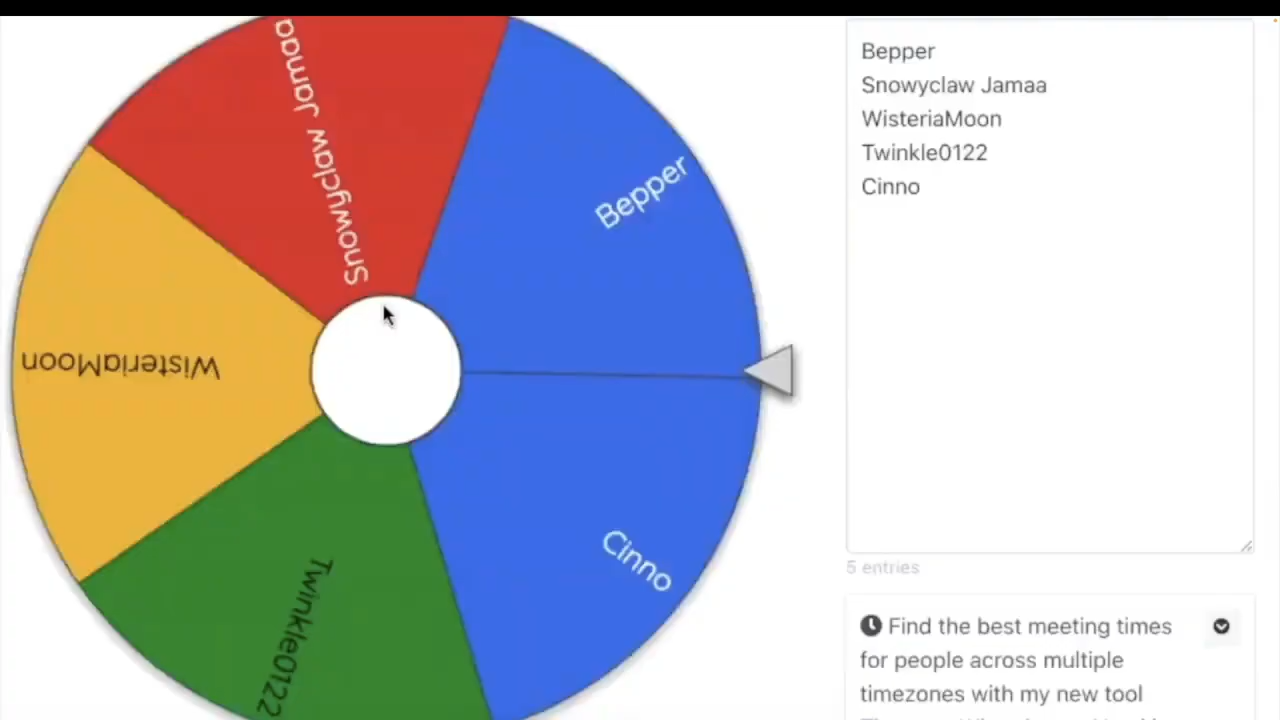 Snowyclaw Jamaa
Bepper
WisteriaMoon
Cinno
Twinkle0122
Bepper
Snowyclaw Jamaa
WisteriaMoon
Twinkle0122
Cinno
5 entries
Find the best meeting times
for people across multiple
timezones with my new tool